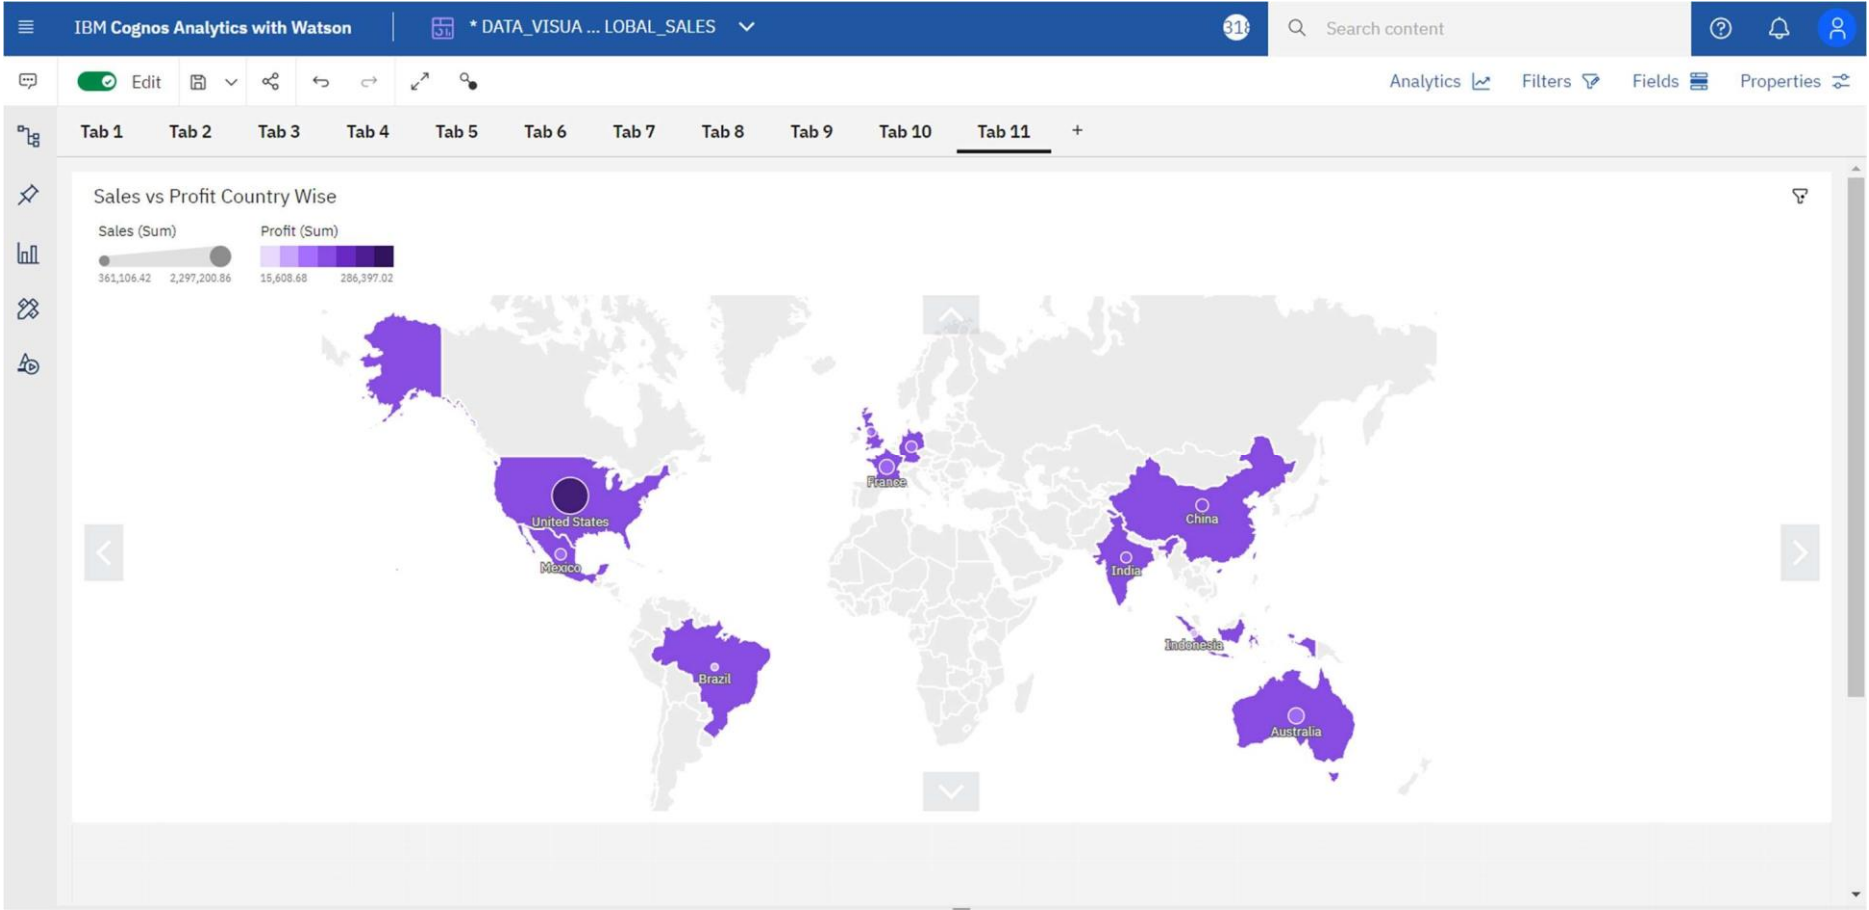 IBM Cognos Analytics with Watson
* DATA_VISUA ... LOBAL_SALES
Search content
Edit
Analytics
Filters
Fields
Properties
Tab 1
Tab 2
Tab 3
Tab 4
Tab 5
Tab 6
Tab 7
Tab 8
Tab 9
Tab 10
Tab 11
+
Sales vs Profit Country Wise
Sales (Sum)
Profit (Sum)
361,106.42
2,297,200.86
15,608.68
286,397.02
France
United States
China
Mexico
India
Indonesia
Brazil
Australia